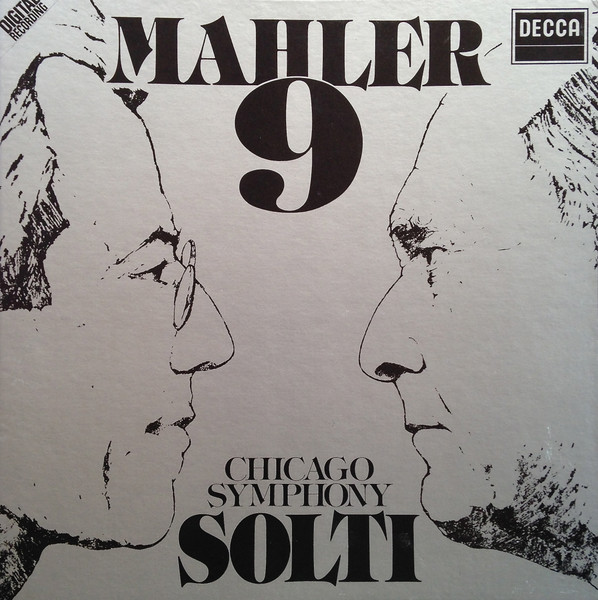 DIGITAL
RECORDING
MAHLER
DECCA
9
CHICAGO
SYMPHONY
SOLTI